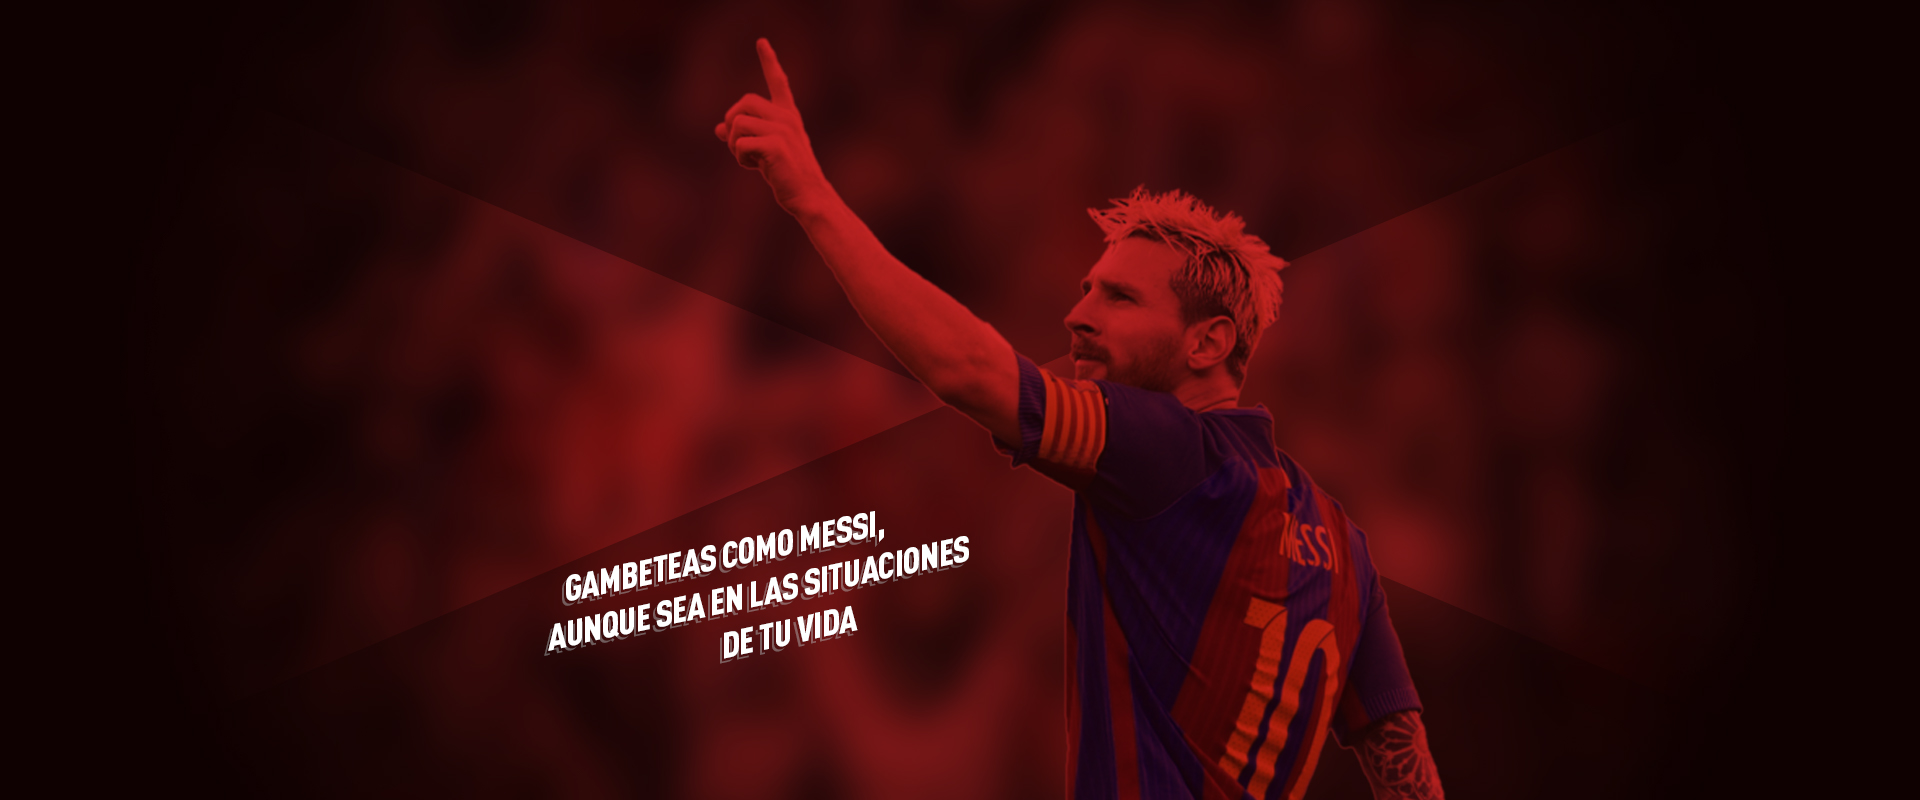 GAMBETEAS COMO MESSI,
AUNQUE SEA EN LAS SITUACIONES
DE TU VIDA
MESSI
10